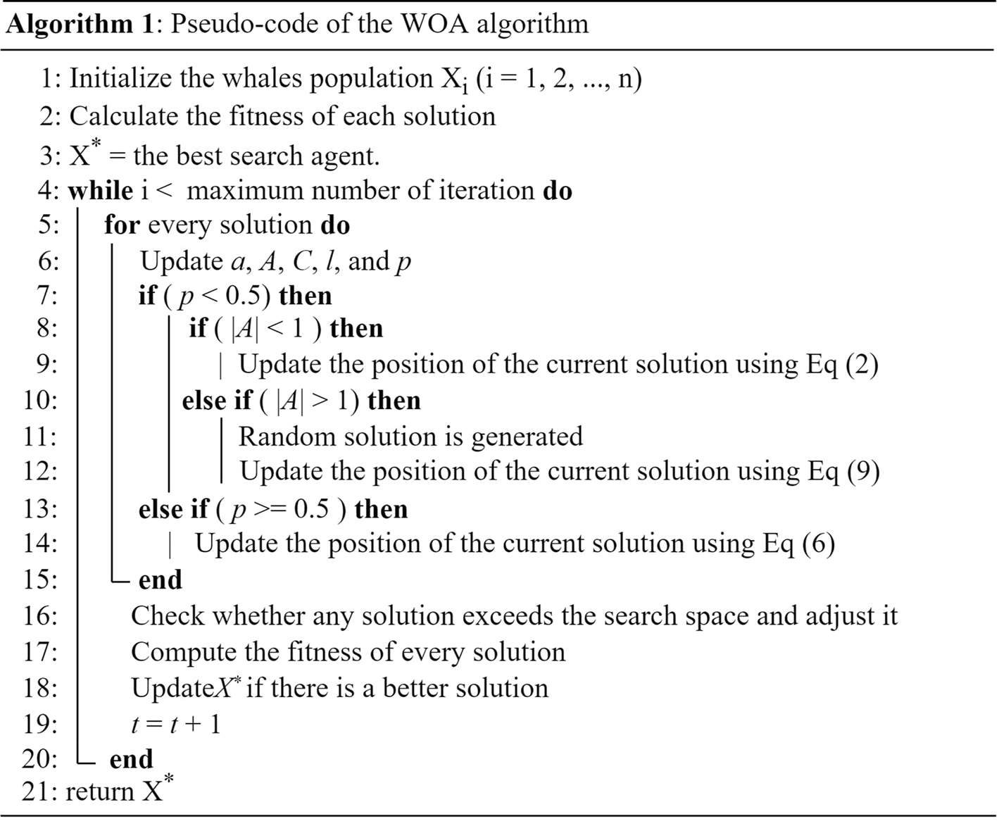 Algorithm 1: Pseudo-code of the WOA algorithm
1: Initialize the whales population Xi (i = 1, 2, ..., n)
2: Calculate the fitness of each solution
3: X* = the best search agent.
4: while i < maximum number of iteration do
5: for every solution do
6: Update a, A, C, l, and p
7: if ( p < 0.5) then
8: if ( |A| < 1 ) then
9: Update the position of the current solution using Eq (2)
10: else if ( |A| > 1) then
11: Random solution is generated
12: Update the position of the current solution using Eq (9)
13: else if ( p >= 0.5 ) then
14: Update the position of the current solution using Eq (6)
15: end
16: Check whether any solution exceeds the search space and adjust it
17: Compute the fitness of every solution
18: UpdateX* if there is a better solution
19: t = t + 1
20: end
21: return X*